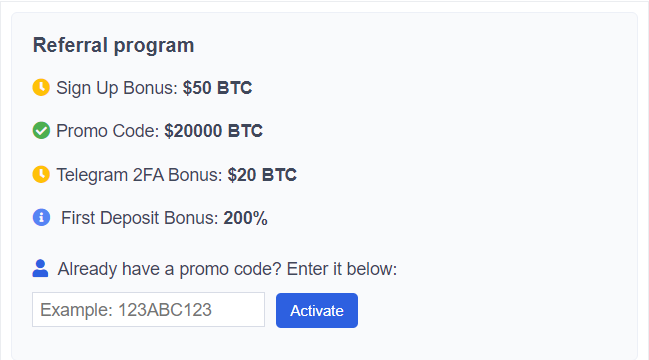 Referral program
Sign Up Bonus: $50 BTC
Promo Code: $20000 BTC
Telegram 2FA Bonus: $20 BTC
First Deposit Bonus: 200%
Already have a promo code? Enter it below:
Example: 123ABC123
Activate